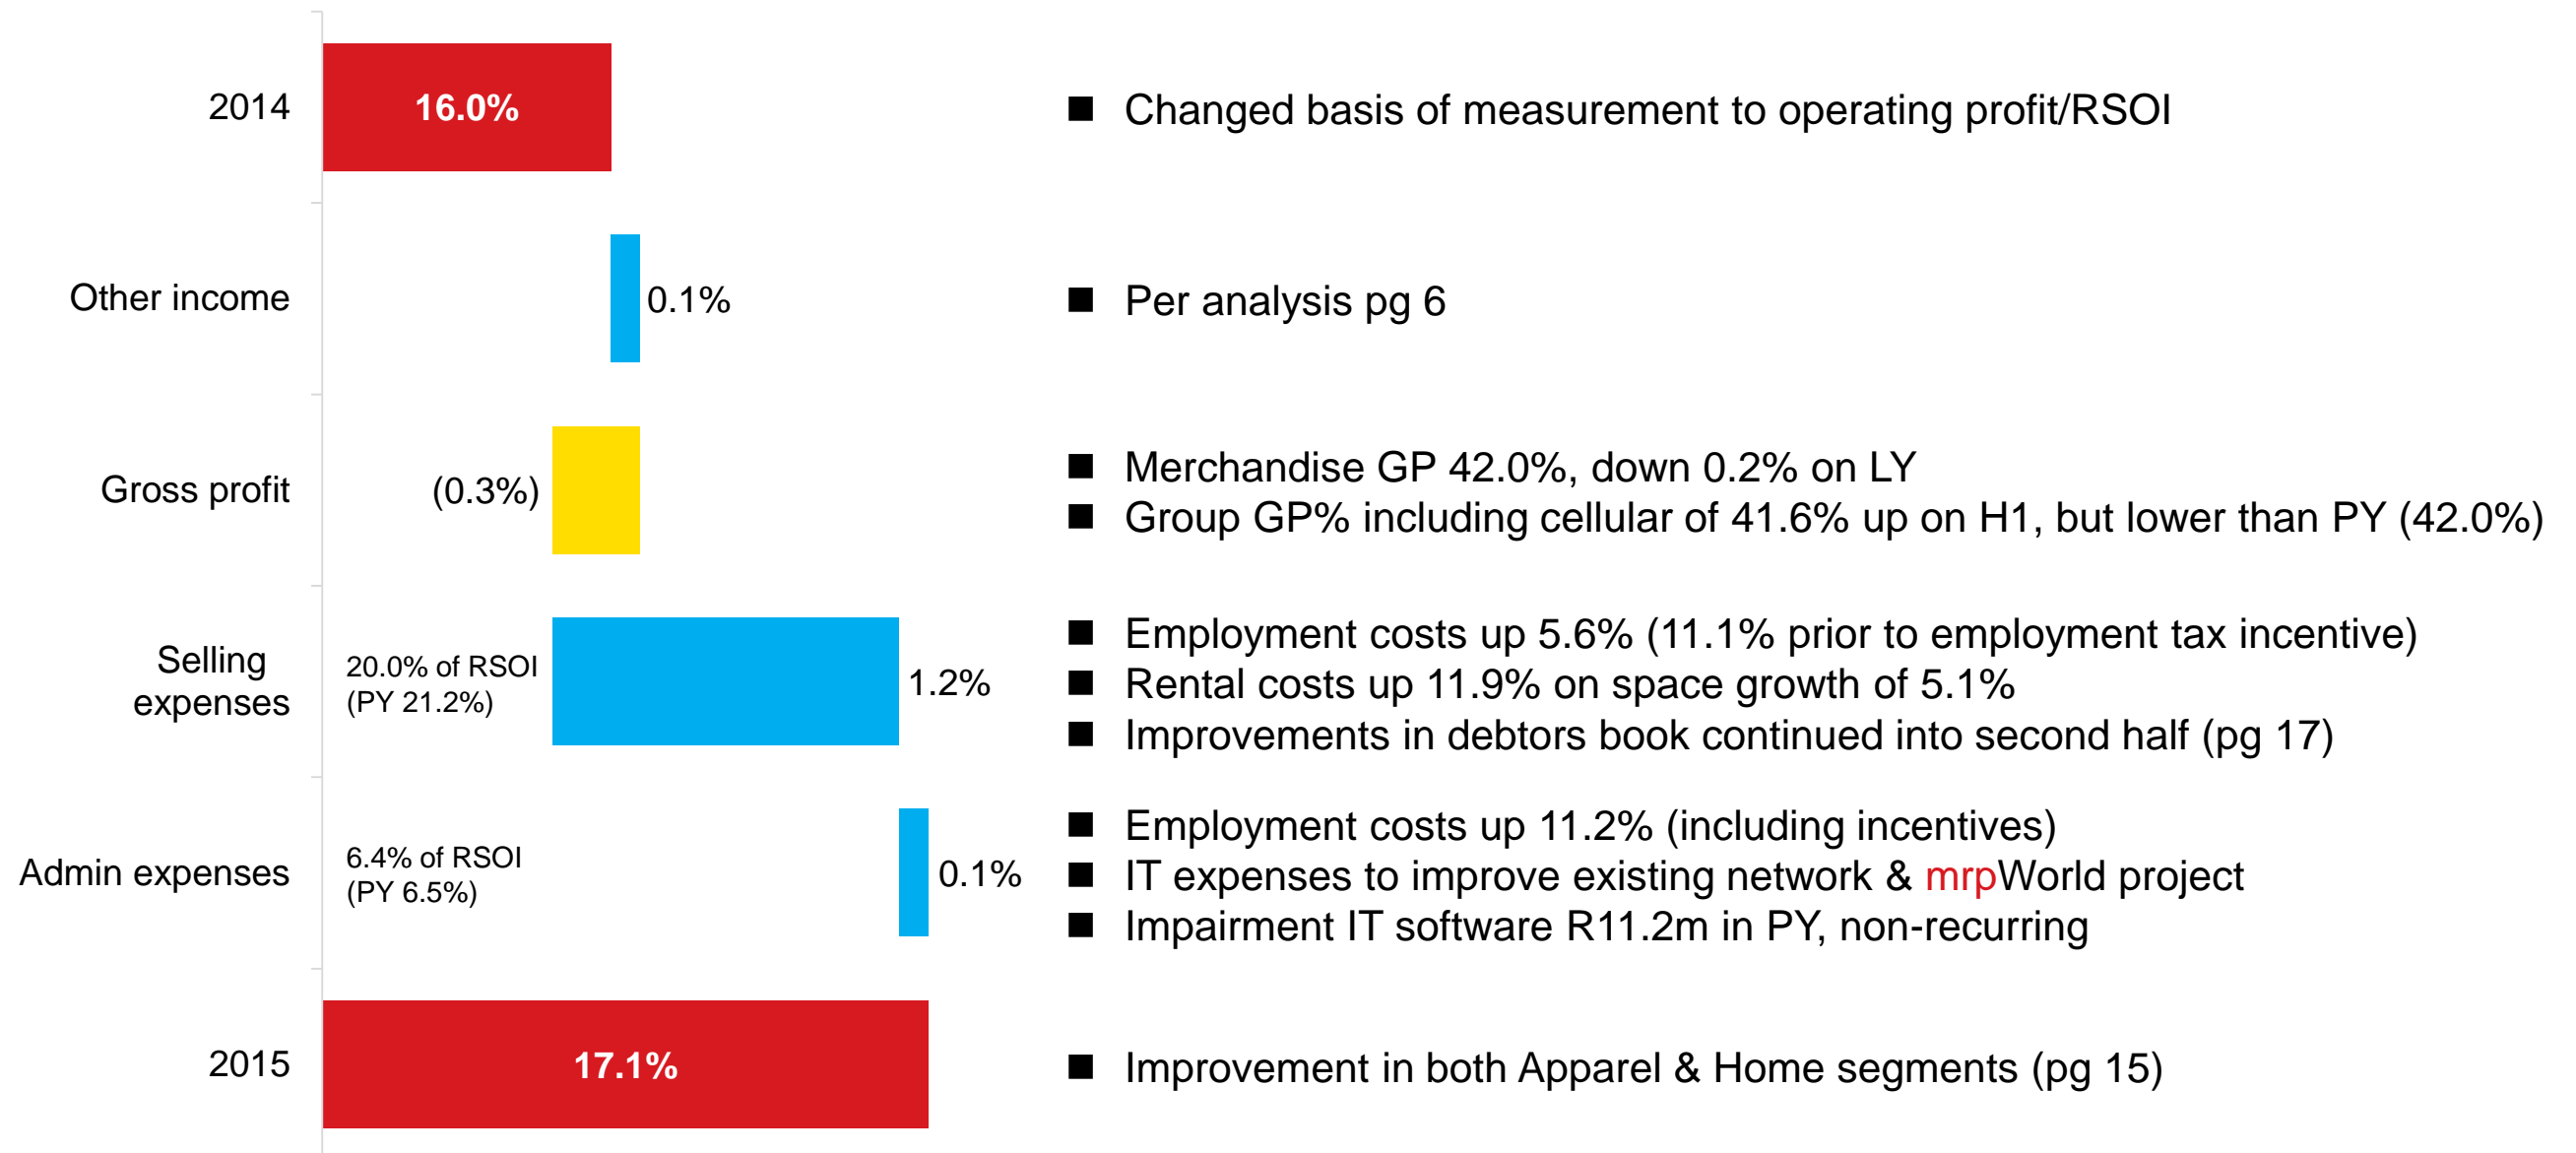 2014
16.0%
■ Changed basis of measurement to operating profit/RSOI
Other income
0.1%
■ Per analysis pg 6
Gross profit
(0.3%)
■ Merchandise GP 42.0%, down 0.2% on LY
■ Group GP% including cellular of 41.6% up on H1, but lower than PY (42.0%)
Selling
expenses
20.0% of RSOI
(PY 21.2%)
1.2%
■ Employment costs up 5.6% (11.1% prior to employment tax incentive)
■ Rental costs up 11.9% on space growth of 5.1%
■ Improvements in debtors book continued into second half (pg 17)
Admin expenses
6.4% of RSOI
(PY 6.5%)
0.1%
■ Employment costs up 11.2% (including incentives)
■ IT expenses to improve existing network & mrpWorld project
■ Impairment IT software R11.2m in PY, non-recurring
2015
17.1%
■ Improvement in both Apparel & Home segments (pg 15)